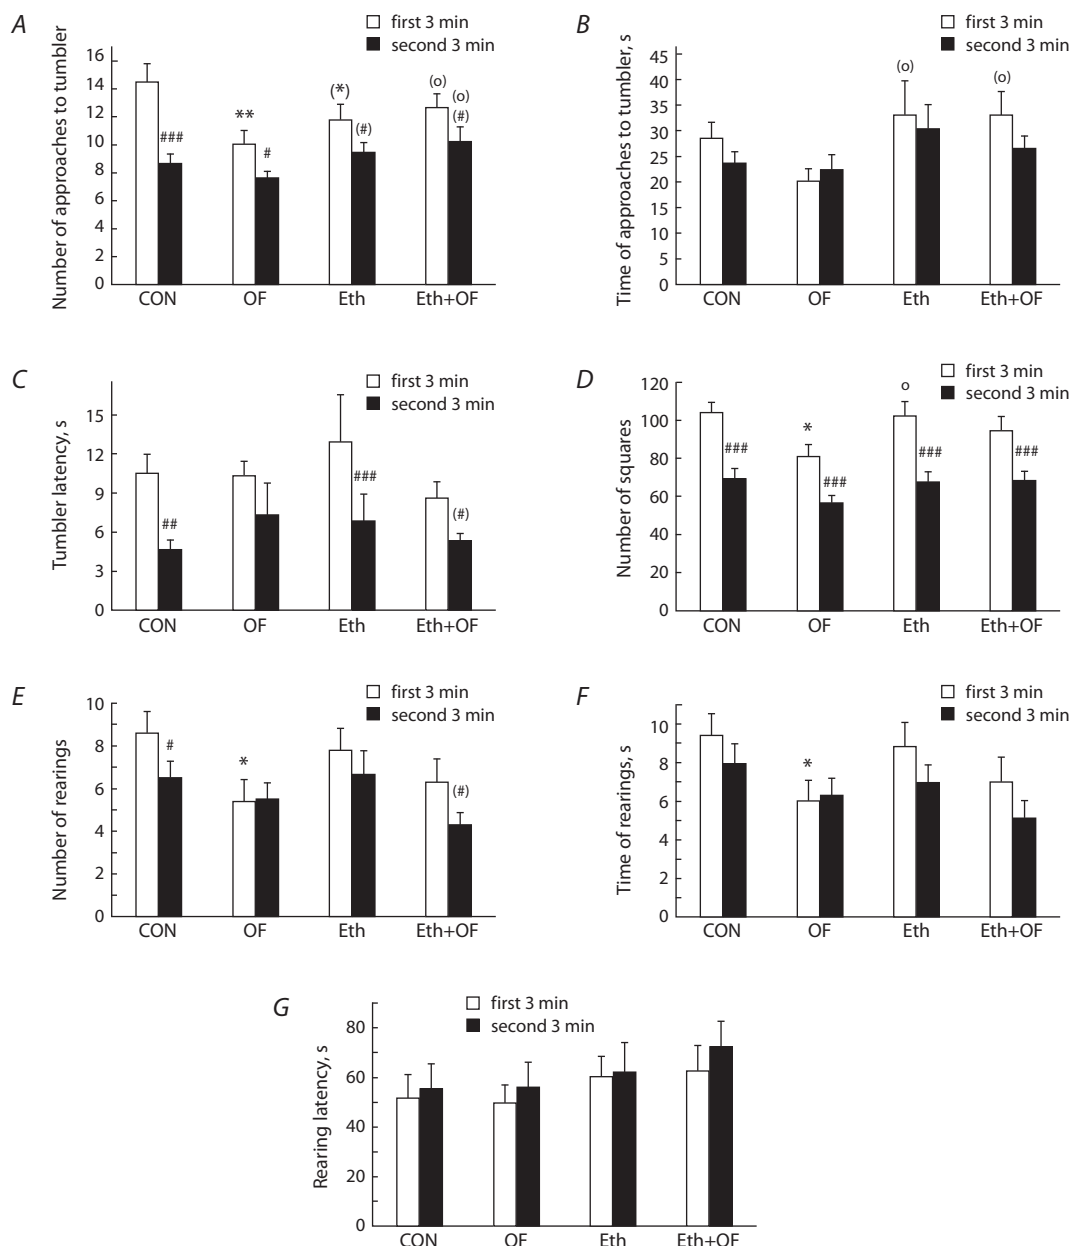 A
first 3 min
second 3 min
Number of approaches to tumbler
16
14
12
10
8
6
4
2
0
###
**
#
(*)
(#)
(o)
(o)
(#)
CON OF Eth Eth+OF
B
first 3 min
second 3 min
Time of approaches to tumbler, s
45
40
35
30
25
20
15
10
5
0
(o)
(o)
CON OF Eth Eth+OF
C
first 3 min
second 3 min
Tumbler latency, s
15
12
9
6
3
0
##
###
(#)
CON OF Eth Eth+OF
D
first 3 min
second 3 min
Number of squares
120
100
80
60
40
20
0
###
*
###
o
###
###
CON OF Eth Eth+OF
E
first 3 min
second 3 min
Number of rearings
10
8
6
4
2
0
#
*
(#)
CON OF Eth Eth+OF
F
first 3 min
second 3 min
Time of rearings, s
10
8
6
4
2
0
*
CON OF Eth Eth+OF
G
first 3 min
second 3 min
Rearing latency, s
80
60
40
20
0
CON OF Eth Eth+OF